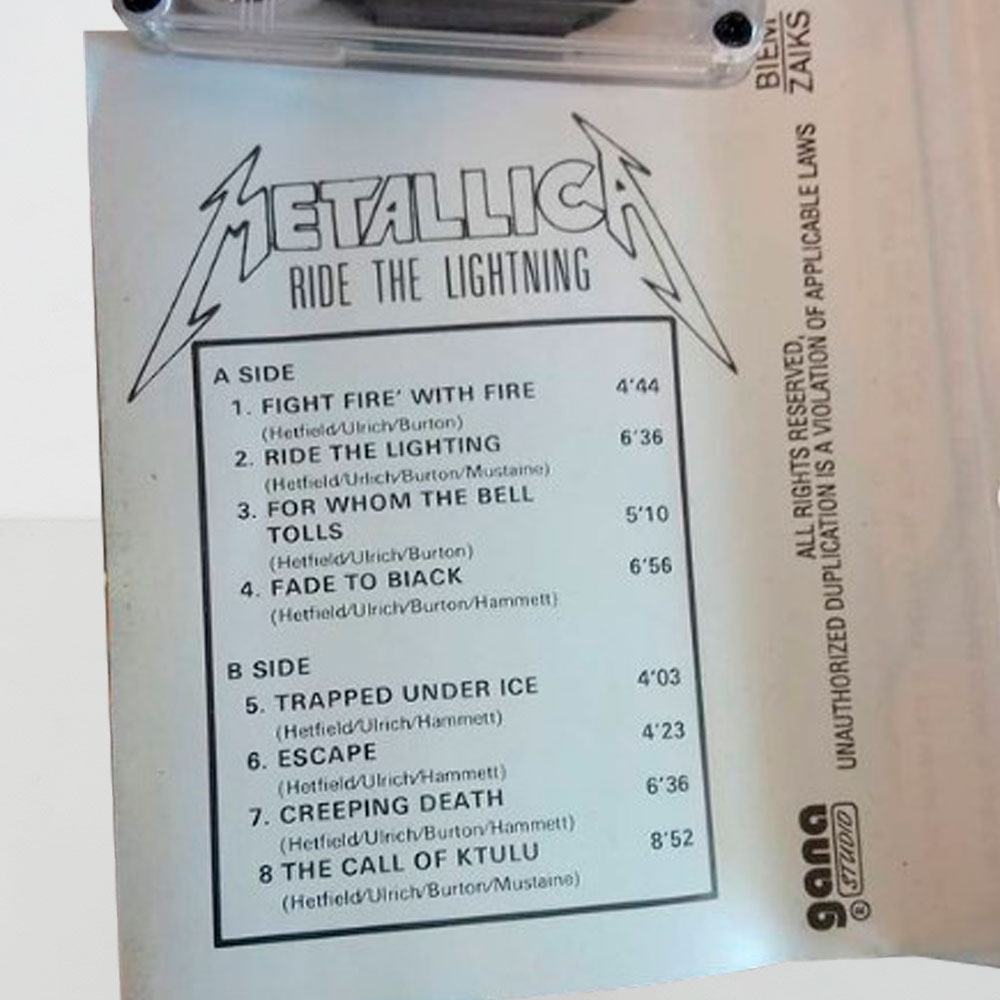 METALLICA
RIDE THE LIGHTNING
A SIDE
1. FIGHT FIRE' WITH FIRE 4'44
(Hetfield/Ulrich/Burton)
2. RIDE THE LIGHTING 6'36
(Hetfield/Urlich/Burton/Mustaine)
3. FOR WHOM THE BELL
TOLLS 5'10
(Hetfield/Ulrich/Burton)
4. FADE TO BIACK 6'56
(Hetfield/Ulrich/Burton/Hammett)
B SIDE
5. TRAPPED UNDER ICE 4'03
(Hetfield/Ulrich/Hammett)
6. ESCAPE 4'23
(Hetfield/Ulrich/Hammett)
7. CREEPING DEATH 6'36
(Hetfield/Ulrich/Burton/Hammett)
8 THE CALL OF KTULU 8'52
(Hetfield/Ulrich/Burton/Mustaine)
BIEM
ZAIKS
ALL RIGHTS RESERVED,
UNAUTHORIZED DUPLICATION IS A VIOLATION OF APPLICABLE LAWS
gana
® STUDIO